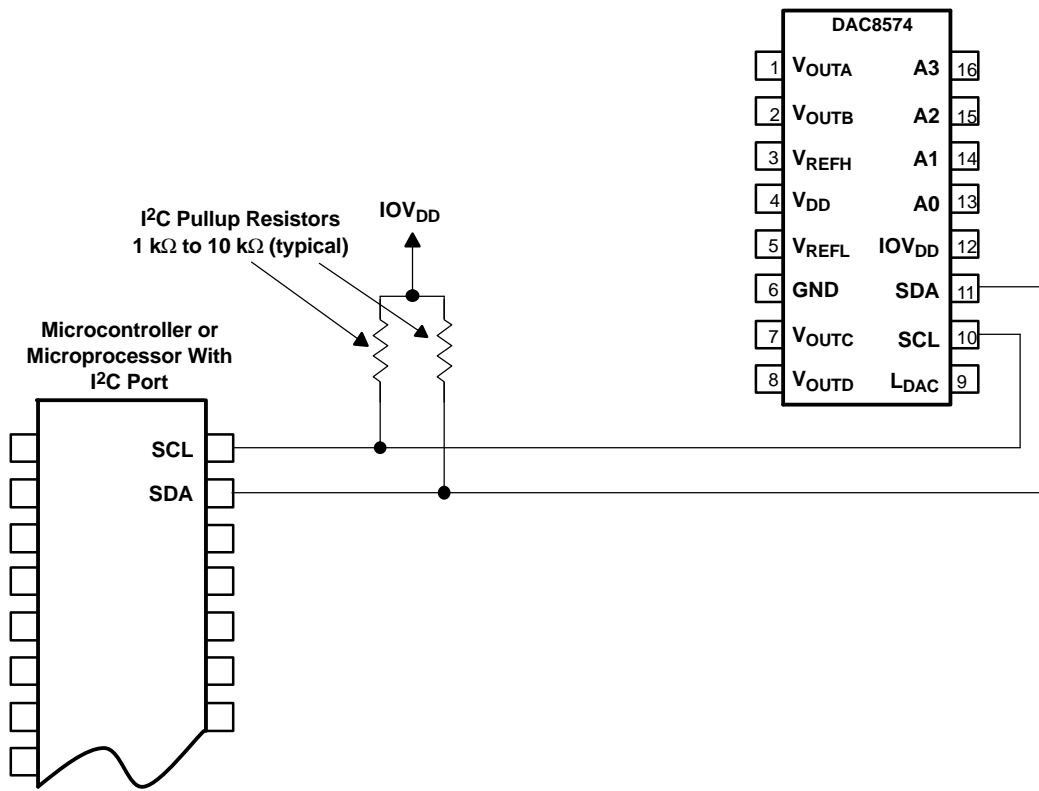 DAC8574
1 VOUTA A3 16
2 VOUTB A2 15
3 VREFH A1 14
4 VDD A0 13
5 VREFL IOVDD 12
6 GND SDA 11
7 VOUTC SCL 10
8 VOUTD LDAC 9
I2C Pullup Resistors
1 kΩ to 10 kΩ (typical)
IOVDD
Microcontroller or
Microprocessor With
I2C Port
SCL
SDA